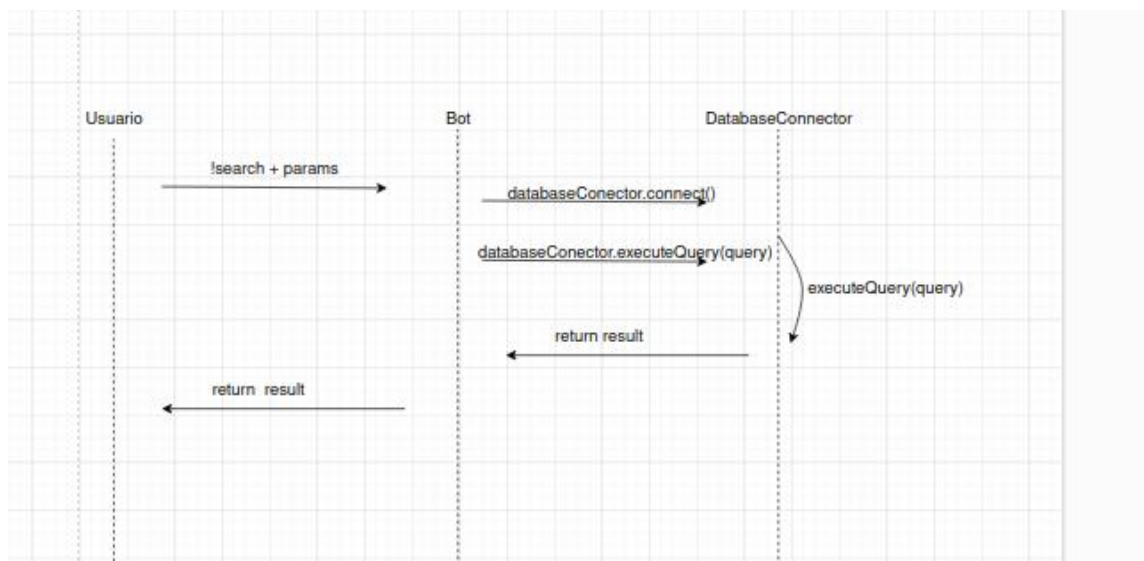 Usuario
Bot
DatabaseConnector
!search + params
databaseConector.connect()
databaseConector.executeQuery(query)
executeQuery(query)
return result
return  result